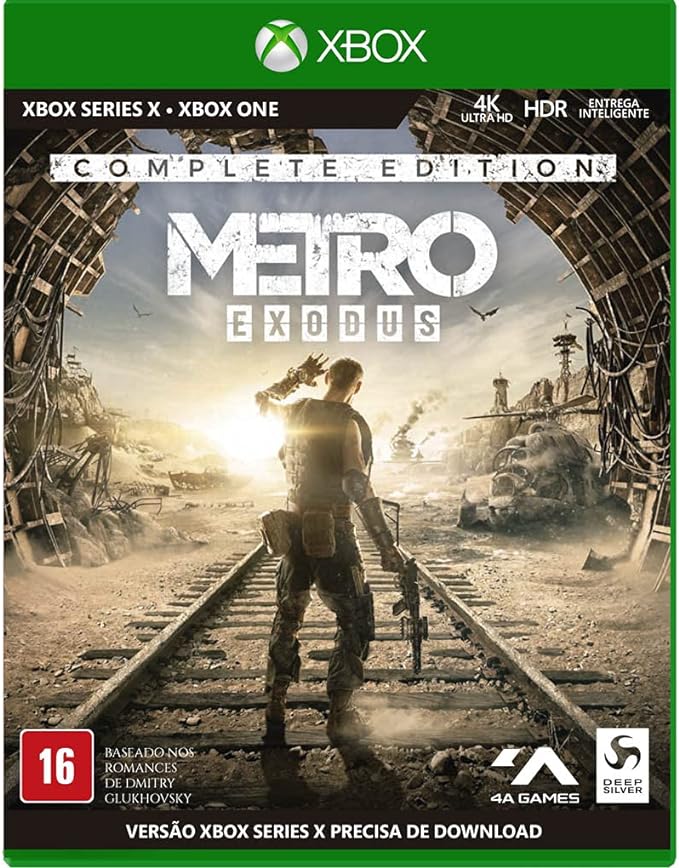 XBOX
XBOX SERIES X • XBOX ONE
4K
ULTRA HD
HDR
ENTREGA
INTELIGENTE
COMPLETE EDITION
METRO
EXODUS
16
BASEADO NOS
ROMANCES
DE DMITRY
GLUKHOVSKY
4A GAMES
DEEP
SILVER
VERSÃO XBOX SERIES X PRECISA DE DOWNLOAD